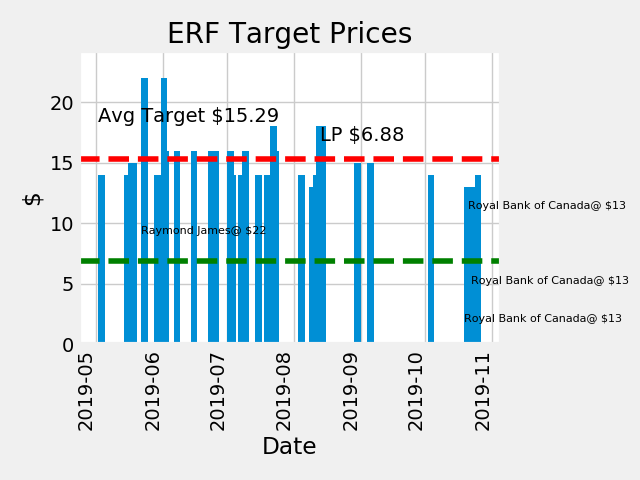 ERF Target Prices
$
20
15
10
5
0
Avg Target $15.29
LP $6.88
Royal Bank of Canada@ $13
Raymond James@ $22
Royal Bank of Canada@ $13
Royal Bank of Canada@ $13
2019-05
2019-06
2019-07
2019-08
2019-09
2019-10
2019-11
Date